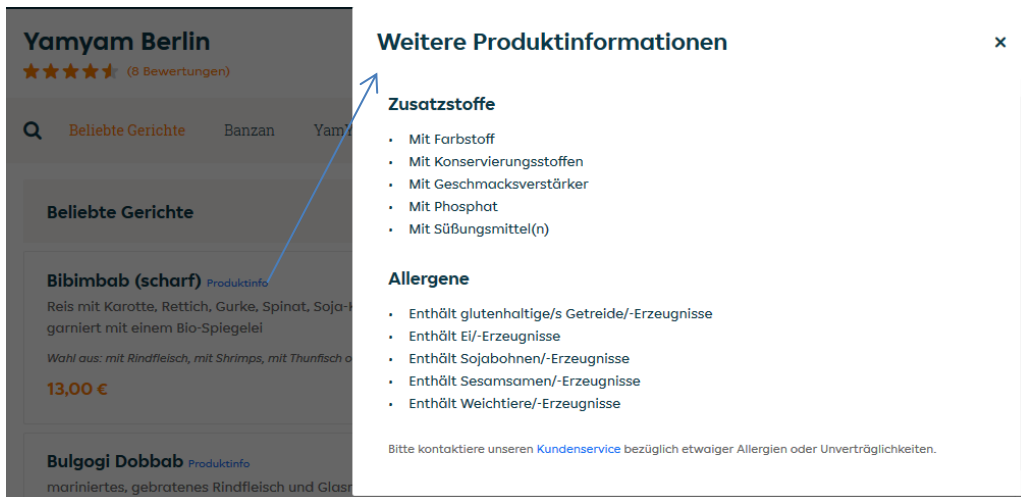 Yamyam Berlin
(8 Bewertungen)
Beliebte Gerichte Banzan
Beliebte Gerichte
Bibimbab (scharf) Produktinfo
Reis mit Karotte, Rettich, Gurke, Spinat,
garniert mit einem Bio-Spiegelei
Wahl aus: mit Rindfleisch, mit Shrimps, mit Thunfisch
13,00 €
Bulgogi Dobbab Produktinfo
mariniertes, gebratenes Rindfleisch und
Weitere Produktinformationen
Zusatzstoffe
• Mit Farbstoff
• Mit Konservierungsstoffen
• Mit Geschmacksverstärker
• Mit Phosphat
• Mit Süßungsmittel(n)
Allergene
• Enthält glutenhaltige/s Getreide/-Erzeugnisse
• Enthält Ei/-Erzeugnisse
• Enthält Sojabohnen/-Erzeugnisse
• Enthält Sesamsamen/-Erzeugnisse
• Enthält Weichtiere/-Erzeugnisse
Bitte kontaktiere unseren Kundenservice bezüglich etwaiger Allergien oder Unverträglichkeiten.